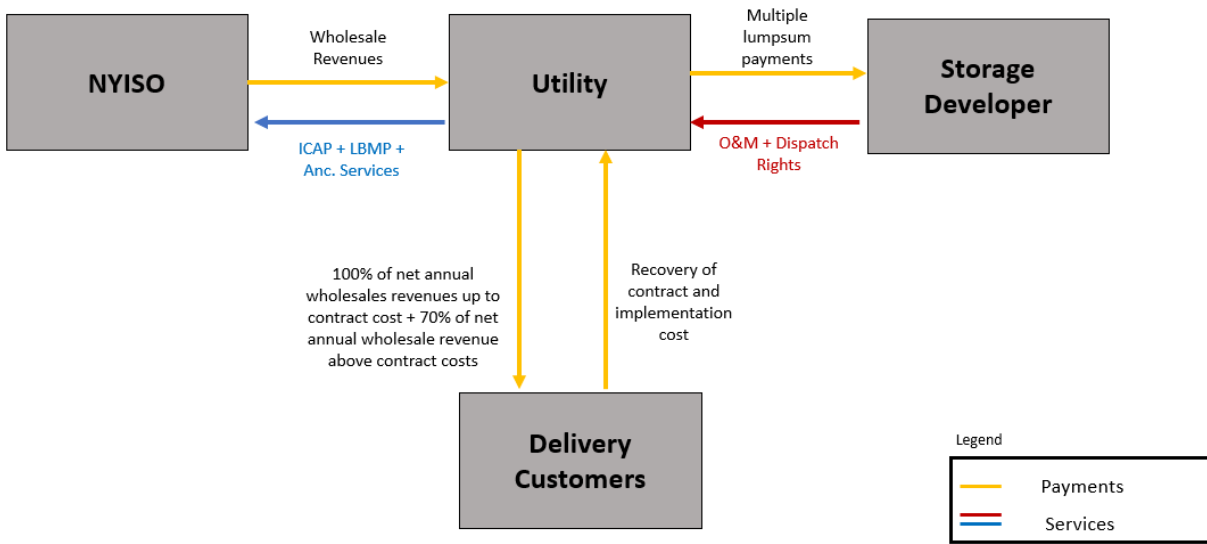 NYISO
Wholesale
Revenues
ICAP + LBMP +
Anc. Services
Utility
Multiple
lumpsum
payments
O&M + Dispatch
Rights
Storage
Developer
100% of net annual
wholesales revenues up to
contract cost + 70% of net
annual wholesale revenue
above contract costs
Recovery of
contract and
implementation
cost
Delivery
Customers
Legend
Payments
Services